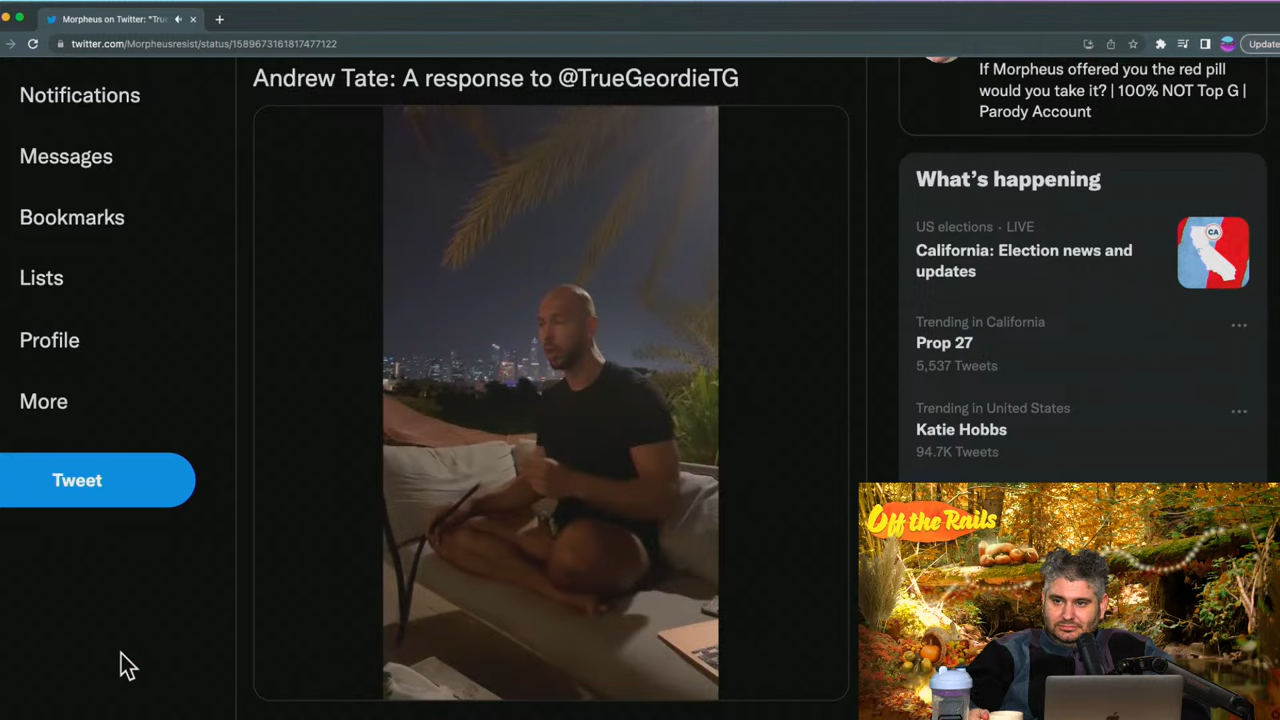 Morpheus on Twitter: "True
twitter.com/Morpheusresist/status/1589673161817477122
Update
Notifications
Messages
Bookmarks
Lists
Profile
More
Tweet
Andrew Tate: A response to @TrueGeordieTG
If Morpheus offered you the red pill
would you take it? | 100% NOT Top G |
Parody Account
What's happening
US elections · LIVE
California: Election news and
updates
CA
Trending in California
Prop 27
5,537 Tweets
Trending in United States
Katie Hobbs
94.7K Tweets
Off the Rails